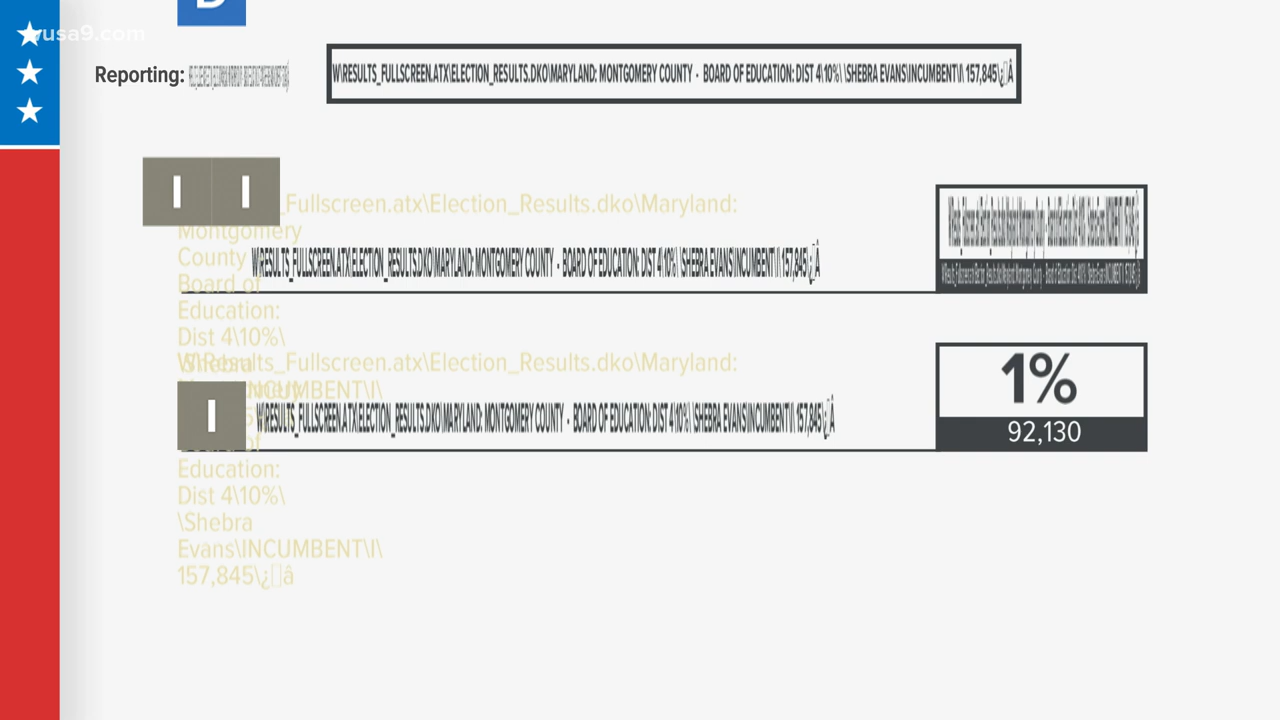 D
wusa9.com
Reporting:
W\RESULTS_FULLSCREEN.ATX\ELECTION_RESULTS.DKO\MARYLAND: MONTGOMERY COUNTY - BOARD OF EDUCATION: DIST 4\10%\ \SHEBRA EVANS\INCUMBENT\I\ 157,845\¿Â
I I
_Fullscreen.atx\Election_Results.dko\Maryland:
Montgomery
County
W\RESULTS_FULLSCREEN.ATX\ELECTION_RESULTS.DKO\MARYLAND: MONTGOMERY COUNTY - BOARD OF EDUCATION: DIST 4\10%\ \SHEBRA EVANS\INCUMBENT\I\ 157,845\¿Â
Board of
Education:
Dist 4\10%\
\Shebra
W\Results_Fullscreen.atx\Election_Results.dko\Maryland:
INCUMBENT\I\
1%
I
W\RESULTS_FULLSCREEN.ATX\ELECTION_RESULTS.DKO\MARYLAND: MONTGOMERY COUNTY - BOARD OF EDUCATION: DIST 4\10%\ \SHEBRA EVANS\INCUMBENT\I\ 157,845\¿Â
92,130
Board of
Education:
Dist 4\10%\
\Shebra
Evans\INCUMBENT\I\
157,845\¿â